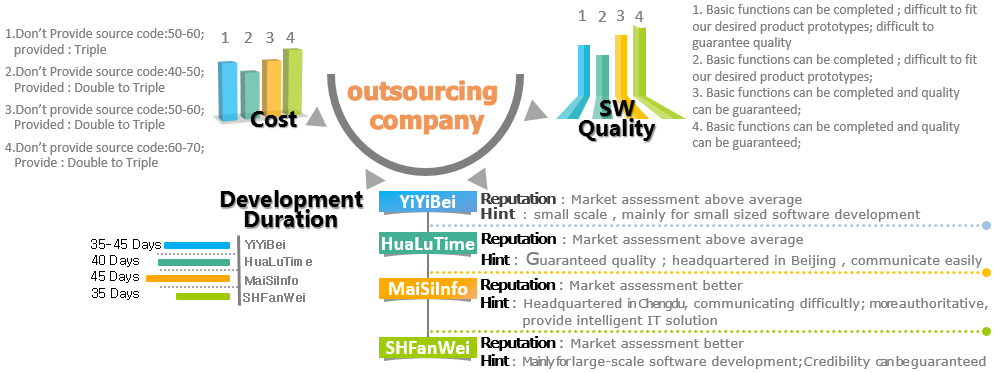 1.Don't Provide source code:50-60;
provided : Triple
2.Don't Provide source code:40-50;
Provided : Double to Triple
3.Don't provide source code:50-60;
Provided : Double to Triple
4.Don't provide source code:60-70;
Provide : Double to Triple
1 2 3 4
Cost
outsourcing
company
1 2 3 4
SW
Quality
1. Basic functions can be completed ; difficult to fit
our desired product prototypes; difficult to
guarantee quality
2. Basic functions can be completed ; difficult to fit
our desired product prototypes;
3. Basic functions can be completed and quality
can be guaranteed;
4. Basic functions can be completed and quality
can be guaranteed;
Development
Duration
35-45 Days YiYiBei
40 Days HuaLuTime
45 Days MaiSiInfo
35 Days SHFanWei
YiYiBei
Reputation : Market assessment above average
Hint : small scale , mainly for small sized software development
HuaLuTime
Reputation : Market assessment above average
Hint : Guaranteed quality ; headquartered in Beijing , communicate easily
MaiSiInfo
Reputation : Market assessment better
Hint : Headquartered in Chengdu, communicating difficultly; more authoritative,
provide intelligent IT solution
SHFanWei
Reputation : Market assessment better
Hint : Mainly for large-scale software development;Credibility can be guaranteed